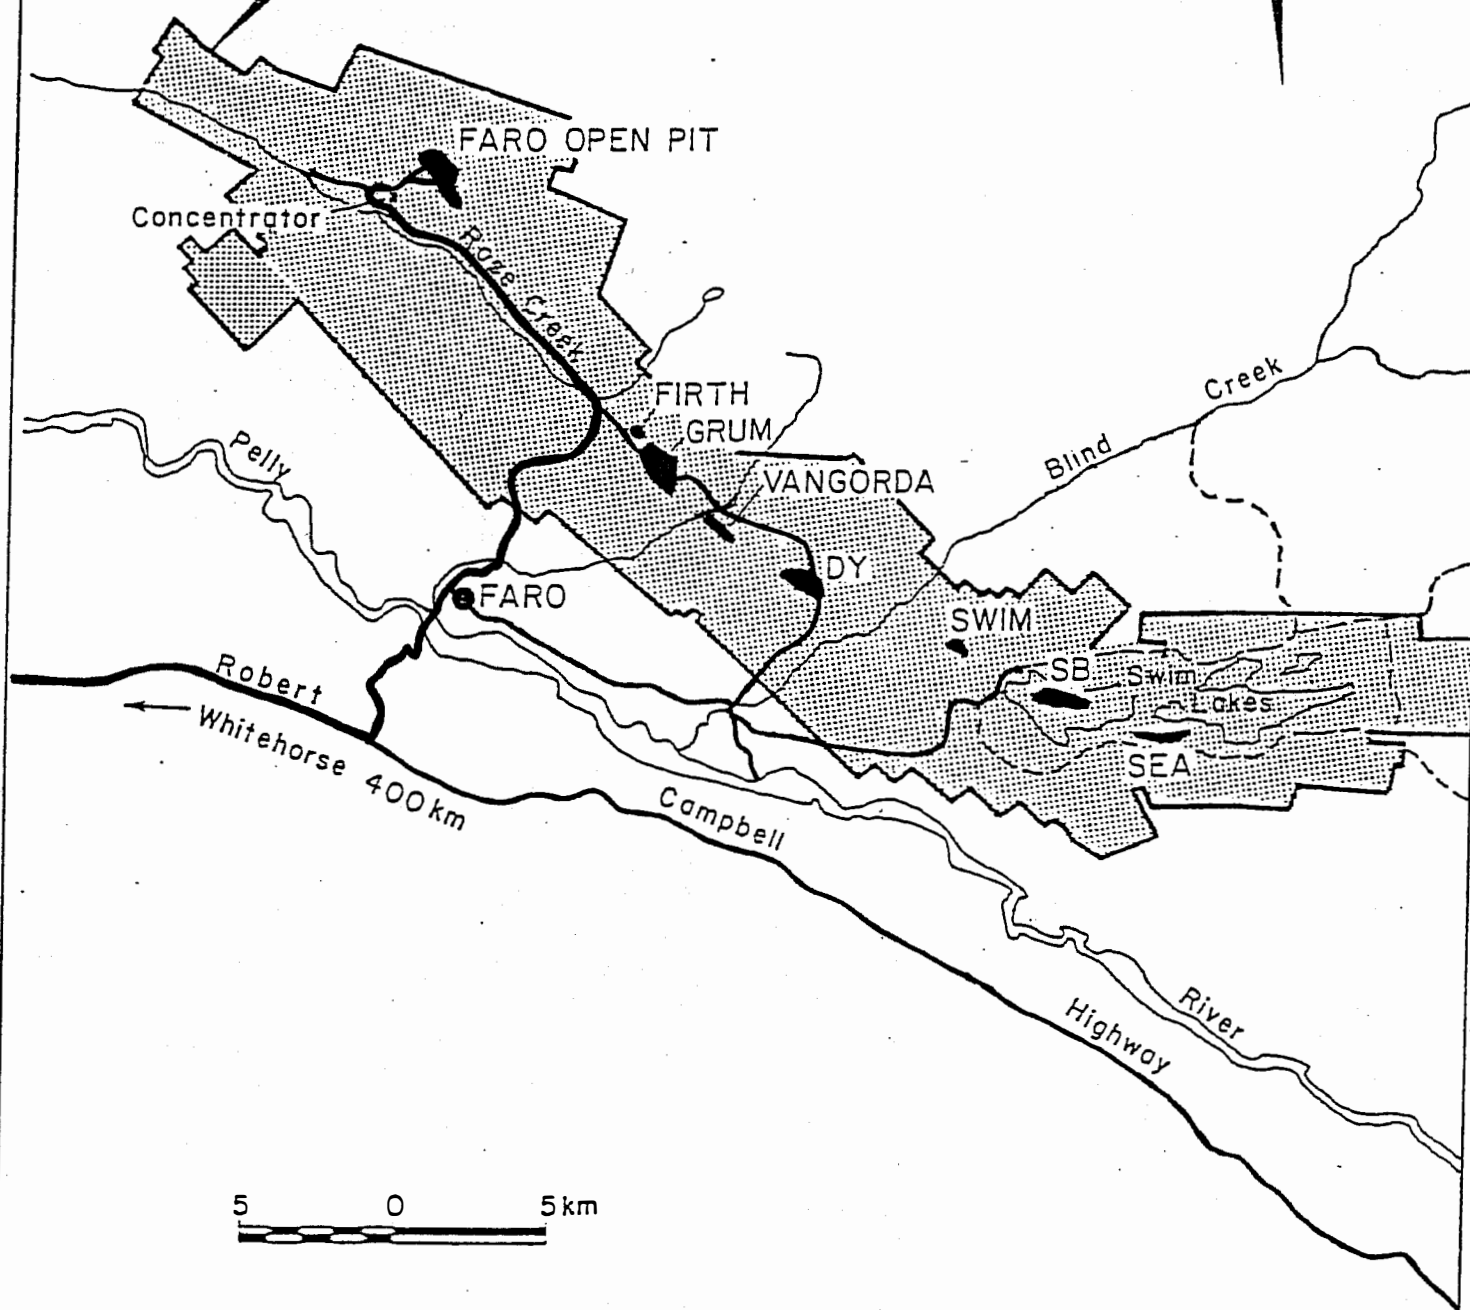 FARO OPEN PIT
Concentrator
Roze Creek
FIRTH
GRUM
Creek
Blind
Pelly
VANGORDA
DY
FARO
SWIM
SB
Swim
Lakes
SEA
Robert
Whitehorse 400 km
Campbell
River
Highway
5 0 5 km